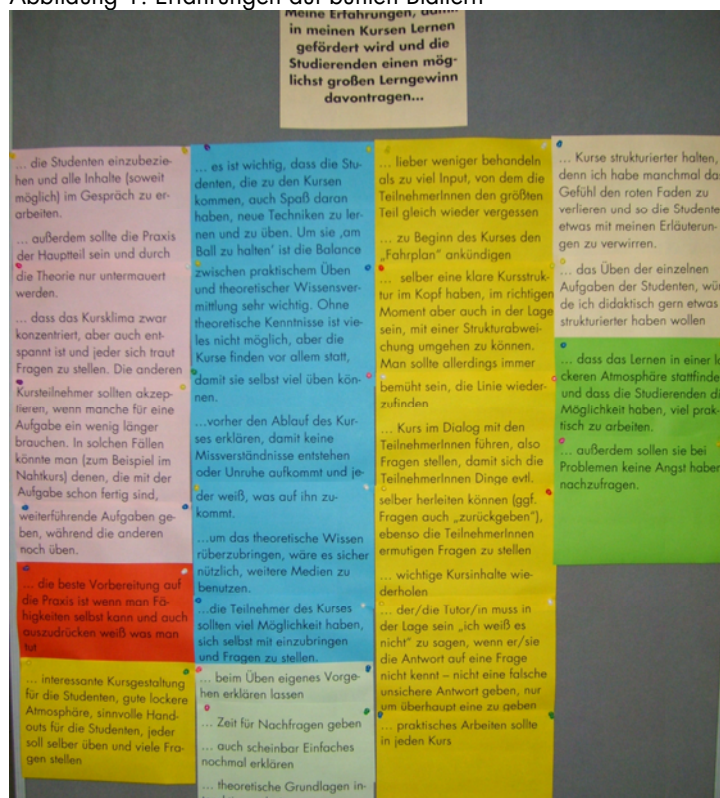 Abbildung 1: Erfahrungen auf bunten Blättern
Meine Erfahrungen, damit
in meinen Kursen Lernen
gefördert wird und die
Studierenden einen mög-
lichst großen Lerngewinn
davontragen...
... die Studenten einzubezie-
hen und alle Inhalte (soweit
möglich) im Gespräch zu er-
arbeiten.
... außerdem sollte die Praxis
der Hauptteil sein und durch
die Theorie nur untermauert
werden.
... dass das Kursklima zwar
konzentriert, aber auch ent-
spannt ist und jeder sich traut
Fragen zu stellen. Die anderen
Kursteilnehmer sollten akzep-
tieren, wenn manche für eine
Aufgabe ein wenig länger
brauchen. In solchen Fällen
könnte man (zum Beispiel im
Nahtkurs) denen, die mit der
Aufgabe schon fertig sind,
weiterführende Aufgaben ge-
ben, während die anderen
noch üben.
... die beste Vorbereitung auf
die Praxis ist wenn man Fä-
higkeiten selbst kann und auch
auszudrücken weiß was man
tut
... interessante Kursgestaltung
für die Studenten, gute lockere
Atmosphäre, sinnvolle Hand-
outs für die Studenten, jeder
soll selber üben und viele Fra-
gen stellen
... es ist wichtig, dass die Stu-
denten, die zu den Kursen
kommen, auch Spaß daran
haben, neue Techniken zu ler-
nen und zu üben. Um sie ‚am
Ball zu halten' ist die Balance
zwischen praktischem Üben
und theoretischer Wissensver-
mittlung sehr wichtig. Ohne
theoretische Kenntnisse ist vie-
les nicht möglich, aber die
Kurse finden vor allem statt,
damit sie selbst viel üben kön-
nen.
...vorher den Ablauf des Kur-
ses erklären, damit keine
Missverständnisse entstehen
oder Unruhe aufkommt und je-
der weiß, was auf ihn zu-
kommt.
...um das theoretische Wissen
rüberzubringen, wäre es sicher
nützlich, weitere Medien zu
benutzen.
...die Teilnehmer des Kurses
sollten viel Möglichkeit haben,
sich selbst mit einzubringen
und Fragen zu stellen.
... beim Üben eigenes Vorge-
hen erklären lassen
... Zeit für Nachfragen geben
... auch scheinbar Einfaches
nochmal erklären
... theoretische Grundlagen in-
... lieber weniger behandeln
als zu viel Input, von dem die
TeilnehmerInnen den größten
Teil gleich wieder vergessen
... zu Beginn des Kurses den
„Fahrplan" ankündigen
... selber eine klare Kursstruk-
tur im Kopf haben, im richtigen
Moment aber auch in der Lage
sein, mit einer Strukturabwei-
chung umgehen zu können.
Man sollte allerdings immer
bemüht sein, die Linie wieder-
zufinden
... Kurs im Dialog mit den
TeilnehmerInnen führen, also
Fragen stellen, damit sich die
TeilnehmerInnen Dinge evtl.
selber herleiten können (ggf.
Fragen auch „zurückgeben"),
ebenso die TeilnehmerInnen
ermutigen Fragen zu stellen
... wichtige Kursinhalte wie-
derholen
... der/die Tutor/in muss in
der Lage sein „ich weiß es
nicht" zu sagen, wenn er/sie
die Antwort auf eine Frage
nicht kennt – nicht eine falsche
unsichere Antwort geben, nur
um überhaupt eine zu geben
... praktisches Arbeiten sollte
in jeden Kurs
... Kurse strukturierter halten,
denn ich habe manchmal das
Gefühl den roten Faden zu
verlieren und so die Studente
etwas mit meinen Erläuterun-
gen zu verwirren.
... das Üben der einzelnen
Aufgaben der Studenten, wür
de ich didaktisch gern etwas
strukturierter haben wollen
... dass das Lernen in einer lo
ckeren Atmosphäre stattfinde
und dass die Studierenden di
Möglichkeit haben, viel prak-
tisch zu arbeiten.
... außerdem sollen sie bei
Problemen keine Angst haben
nachzufragen.